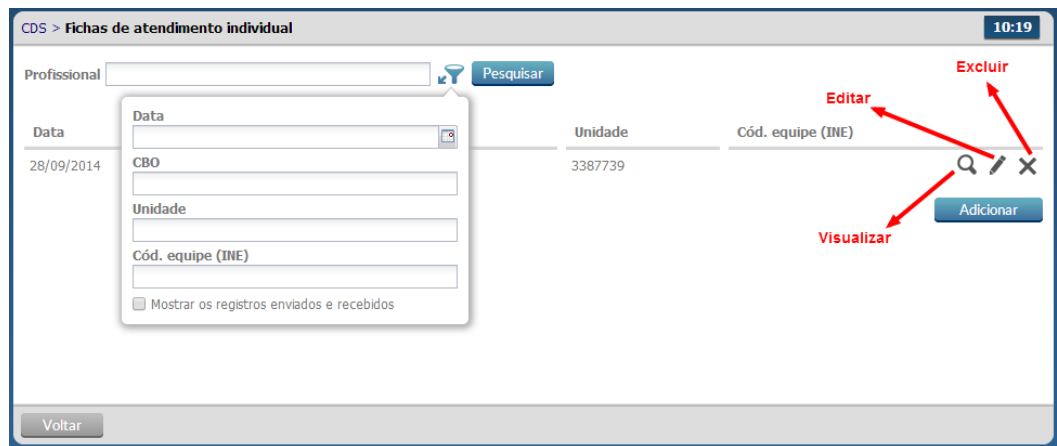 CDS > Fichas de atendimento individual 10:19
Profissional Pesquisar Excluir
Editar
Data
Data Unidade Cód. equipe (INE)
28/09/2014 CBO 3387739
Unidade Adicionar
Visualizar
Cód. equipe (INE)
Mostrar os registros enviados e recebidos
Voltar